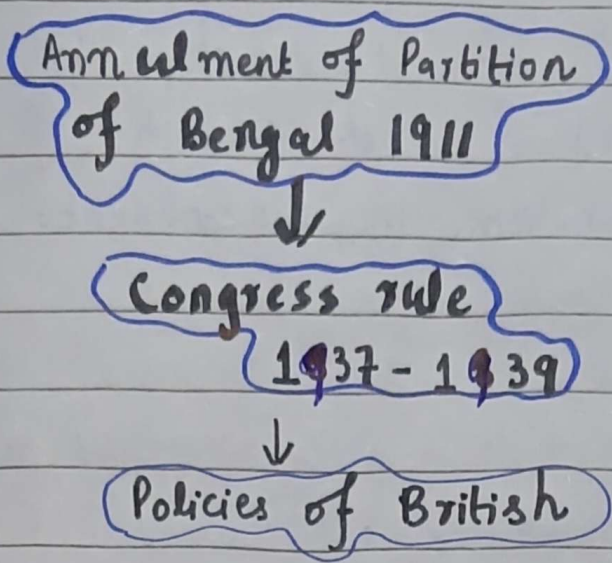 Annulment of Partition
of Bengal 1911
Congress rule
1937 - 1939
Policies of British